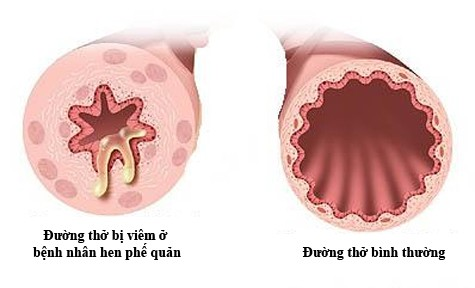 Đường thở bị viêm ở
bệnh nhân hen phế quản
Đường thở bình thường